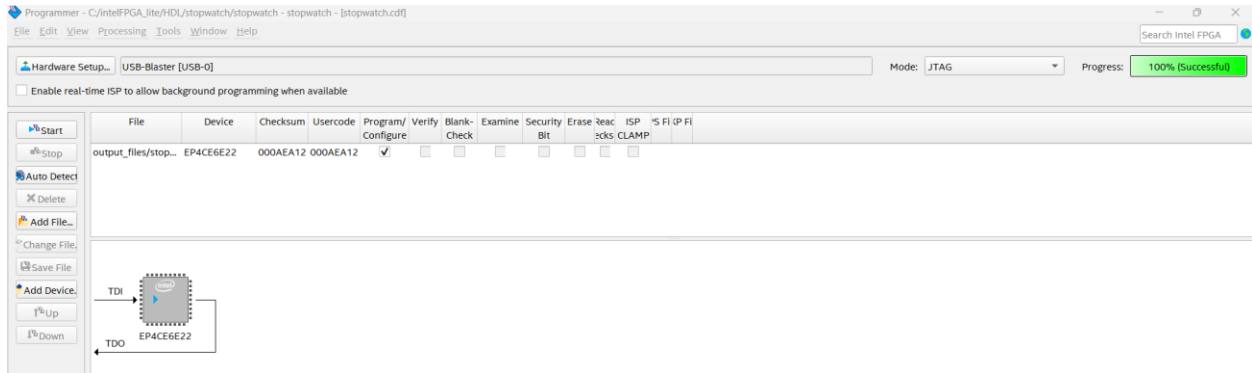 Programmer - C:/intelFPGA_lite/HDL/stopwatch/stopwatch - stopwatch - [stopwatch.cdf]
File Edit View Processing Tools Window Help
Search Intel FPGA
Hardware Setup... USB-Blaster [USB-0] Mode: JTAG Progress: 100% (Successful)
Enable real-time ISP to allow background programming when available
File Device Checksum Usercode Program/ Verify Blank- Examine Security Erase ISP
Configure Check Bit CLAMP
Start
Stop
Auto Detect
Delete
Add File...
Change File.
Save File
Add Device.
Up
Down
output_files/stop... EP4CE6E22 000AEA12 000AEA12
TDI
intel
EP4CE6E22
TDO